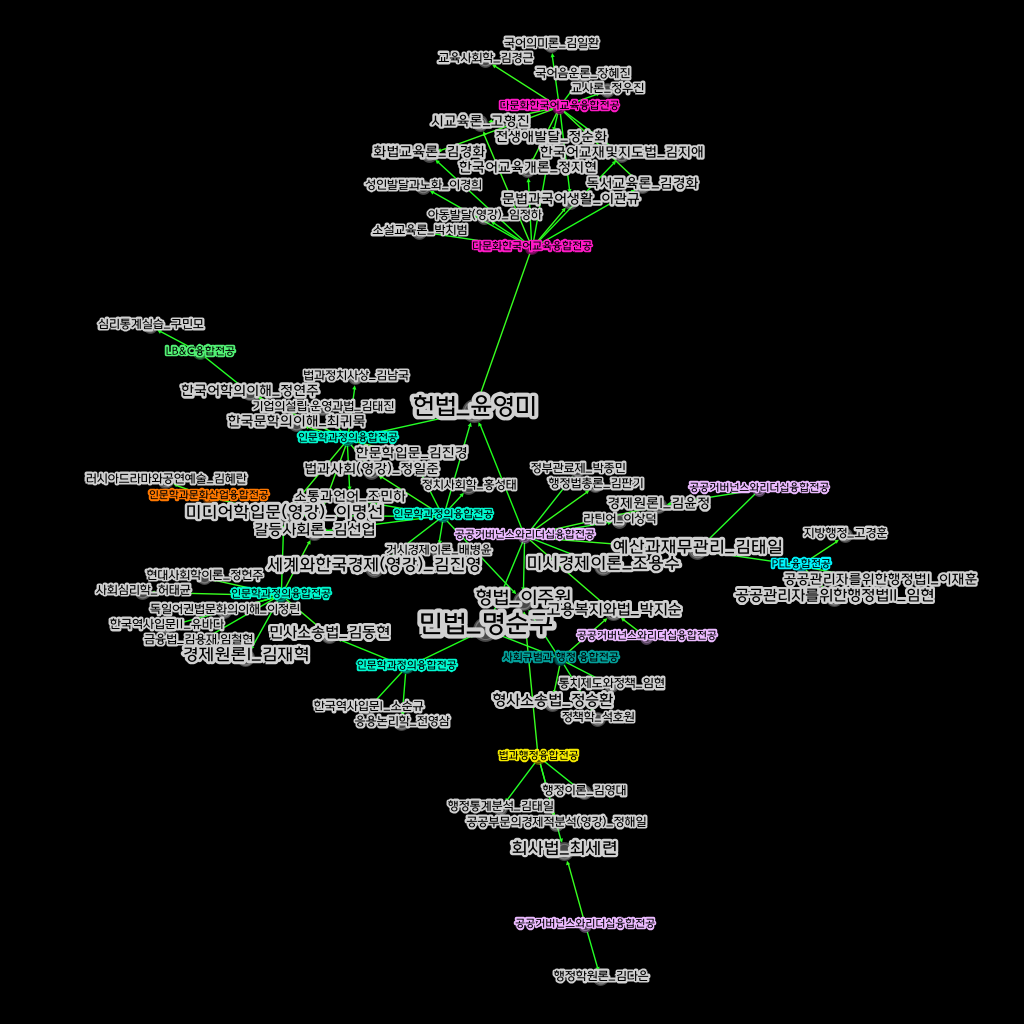 국어의미론_김일환
교육사회학_김경근
국어음운론_장혜진
교사론_정우진
다문화한국어교육융합전공
시교육론_고형진
전생애발달_정순화
화법교육론_김경화
한국어교재및지도법_김지애
한국어교육개론_정지현
성인발달과노화_이경희
독서교육론_김경화
문법과국어생활_이관규
아동발달(영강)_임정하
소설교육론_박치범
다문화한국어교육융합전공
심리통계실습_구민모
LB&C융합전공
법과정치사상_김남국
한국어학의이해_정연주
기업의설립·운영과법_김태진
헌법_윤영미
한국문학의이해_최귀묵
인문학과정의융합전공
한문학입문_김진경
법과사회(영강)_정일준
정부관료제_박종민
러시아드라마와공연예술_김혜란
정치사회학_홍성태
행정법총론_김판기
공공거버넌스와리더십융합전공
인문학과문화산업융합전공
소통과언어_조민하
경제원론I_김윤정
미디어학입문(영강)_이명선
인문학과정의융합전공
라틴어_이상덕
갈등사회론_김선업
공공거버넌스와리더십융합전공
지방행정_고경훈
거시경제이론_배병윤
예산과재무관리_김태일
세계와한국경제(영강)_김진영
미시경제이론_조용수
PEL융합전공
현대사회학이론_정헌주
공공관리자를위한행정법I_이재훈
사회심리학_허태균
인문학과정의융합전공
형법_이주원
공공관리자를위한행정법II_임현
독일어권법문화의이해_이정린
고용복지와법_박지순
한국역사입문II_유바다
민법_명순구
금융법_김용재,임철현
민사소송법_김동현
공공거버넌스와리더십융합전공
경제원론I_김재혁
인문학과정의융합전공
사회규범과 행정 융합전공
통치제도와정책_임현
한국역사입문I_소순규
형사소송법_정승환
응용논리학_전영삼
정책학_석호원
법과행정융합전공
행정이론_김영대
행정통계분석_김태일
공공부문의경제적분석(영강)_정해일
회사법_최세련
공공거버넌스와리더십융합전공
행정학원론_김다은